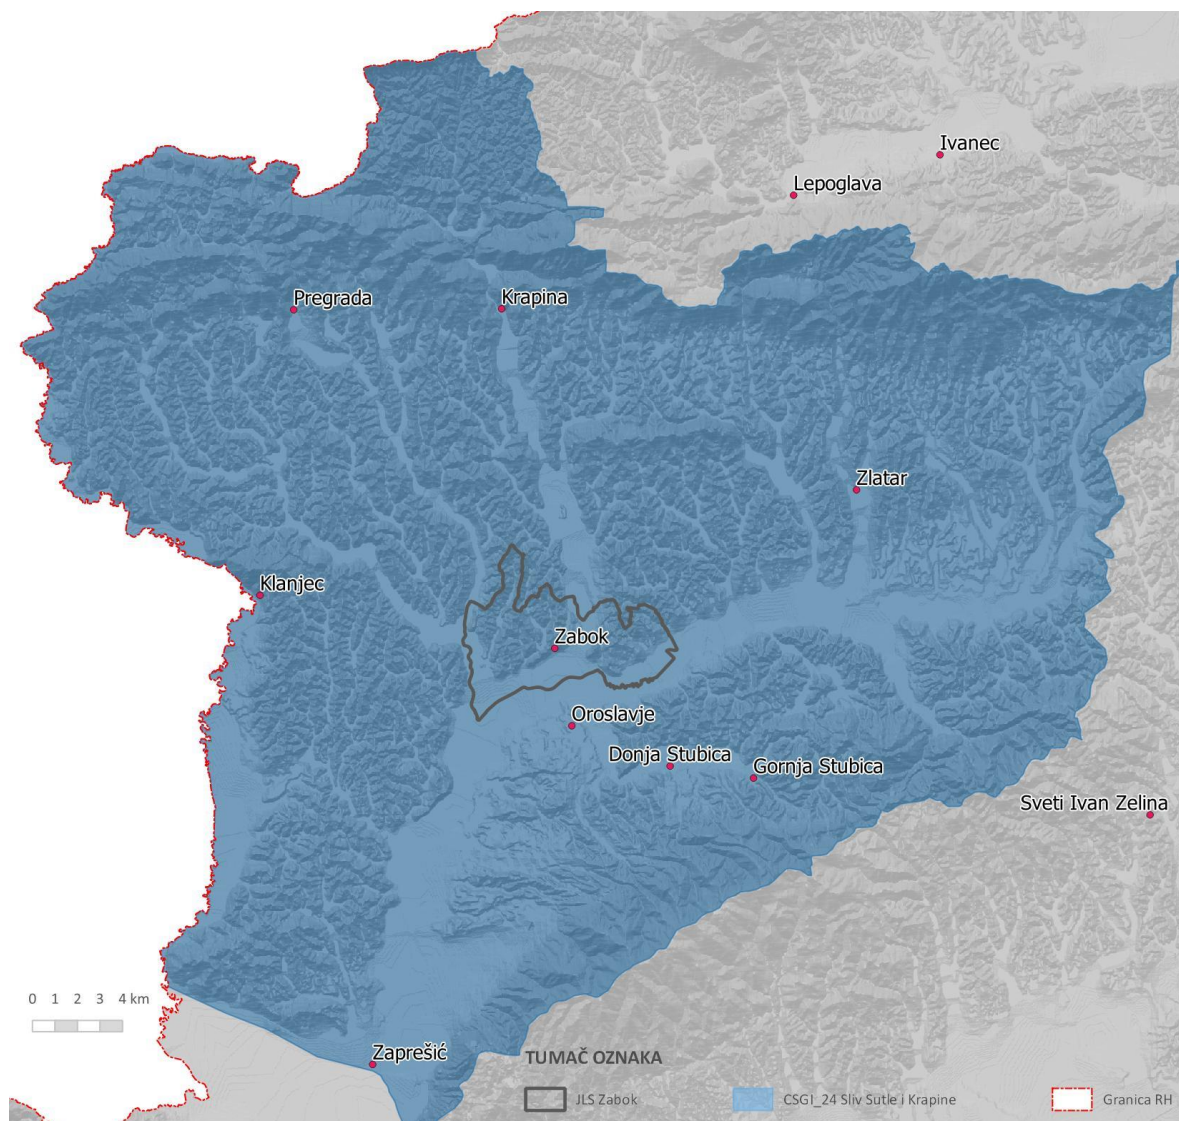 Ivanec
Lepoglava
Pregrada
Krapina
Zlatar
Klanjec
Zabok
Oroslavje
Donja Stubica
Gornja Stubica
Sveti Ivan Zelina
0 1 2 3 4 km
Zaprešić
TUMAČ OZNAKA
JLS Zabok
CSGI_24 Sliv Sutle i Krapine
Granica RH